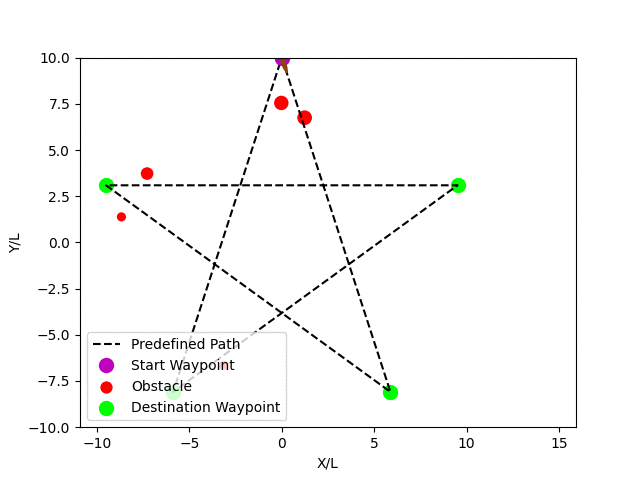 10.0
7.5
5.0
2.5
0.0
−2.5
−5.0
−7.5
−10.0
Y/L
Predefined Path
Start Waypoint
Obstacle
Destination Waypoint
−10 −5 0 5 10 15
X/L